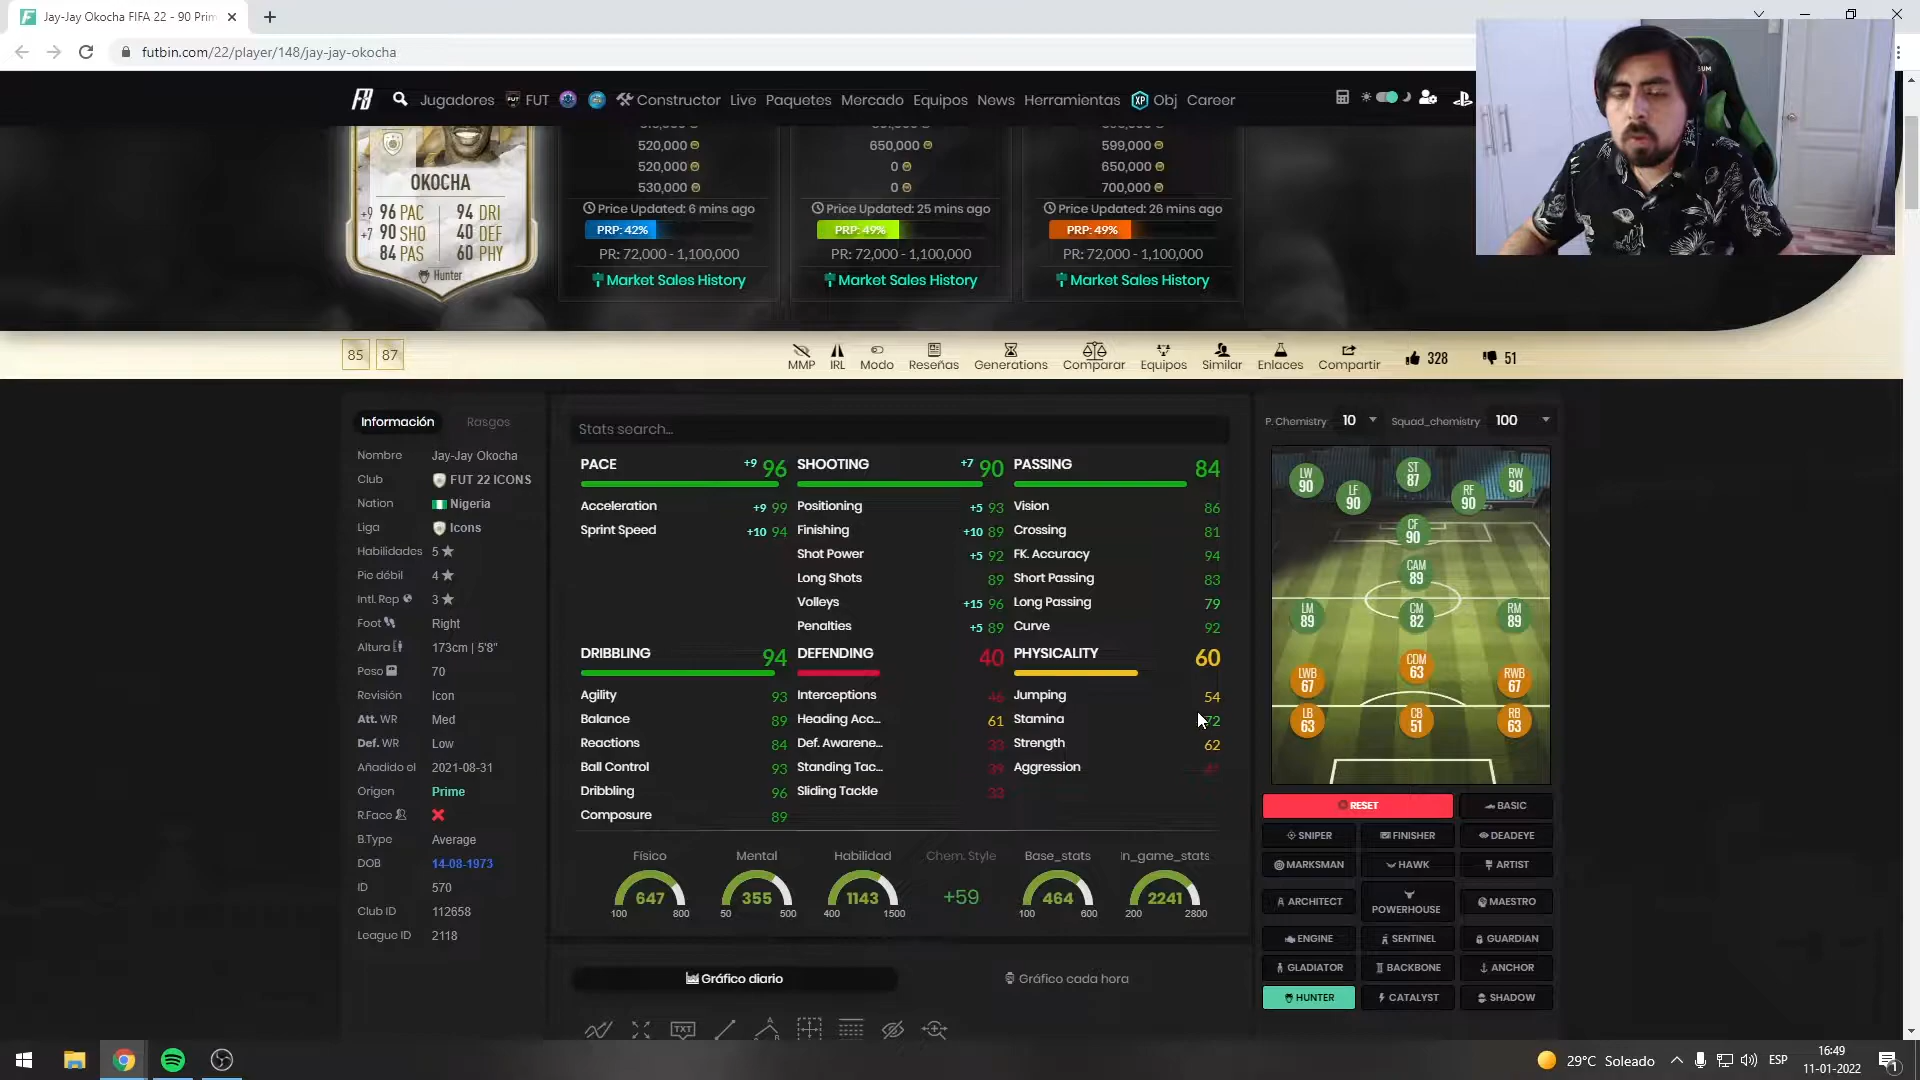 Jay-Jay Okocha FIFA 22 - 90 Prim
futbin.com/22/player/148/jay-jay-okocha
Jugadores FUT Constructor Live Paquetes Mercado Equipos News Herramientas XP Obj Career
520,000 650,000 599,000
520,000 0 650,000
530,000 0 700,000
OKOCHA
+9 96 PAC 94 DRI
+7 90 SHO 40 DEF
84 PAS 60 PHY
Hunter
Price Updated: 6 mins ago Price Updated: 25 mins ago Price Updated: 26 mins ago
PRP: 42% PRP: 49% PRP: 49%
PR: 72,000 - 1,100,000 PR: 72,000 - 1,100,000 PR: 72,000 - 1,100,000
Market Sales History Market Sales History Market Sales History
85 87
MMP IRL Modo Reseñas Generations Comparar Equipos Similar Enlaces Compartir 328 51
Información Rasgos
Nombre Jay-Jay Okocha
Club FUT 22 ICONS
Nation Nigeria
Liga Icons
Habilidades 5
Pie débil 4
Intl. Rep 3
Foot Right
Altura 173cm | 5'8"
Peso 70
Revisión Icon
Att. WR Med
Def. WR Low
Añadido el 2021-08-31
Origen Prime
R.Face
B.Type Average
DOB 14-08-1973
ID 570
Club ID 112658
League ID 2118
Stats search...
PACE +9 96
Acceleration +9 99
Sprint Speed +10 94
SHOOTING +7 90
Positioning +5 93
Finishing +10 89
Shot Power +5 92
Long Shots 89
Volleys +15 96
Penalties +5 89
PASSING 84
Vision 86
Crossing 81
FK. Accuracy 94
Short Passing 83
Long Passing 79
Curve 92
DRIBBLING 94
Agility 93
Balance 89
Reactions 84
Ball Control 93
Dribbling 96
Composure 89
DEFENDING 40
Interceptions 46
Heading Acc... 61
Def. Awarene... 33
Standing Tac... 39
Sliding Tackle 33
PHYSICALITY 60
Jumping 54
Stamina 72
Strength 62
Aggression
Físico Mental Habilidad Chem. Style Base_stats in_game_stats
647 355 1143 +59 464 2241
100 800 50 500 400 1500 100 600 200 2800
Gráfico diario Gráfico cada hora
TXT
P. Chemistry 10 Squad_chemistry 100
LW 90
ST 87
RW 90
LF 90
RF 90
CF 90
CAM 89
LM 89
CM 82
RM 89
LWB 67
CDM 63
RWB 67
LB 63
CB 51
RB 63
RESET BASIC
SNIPER FINISHER DEADEYE
MARKSMAN HAWK ARTIST
ARCHITECT POWERHOUSE MAESTRO
ENGINE SENTINEL GUARDIAN
GLADIATOR BACKBONE ANCHOR
HUNTER CATALYST SHADOW
29°C Soleado ESP 16:49
11-01-2022
1